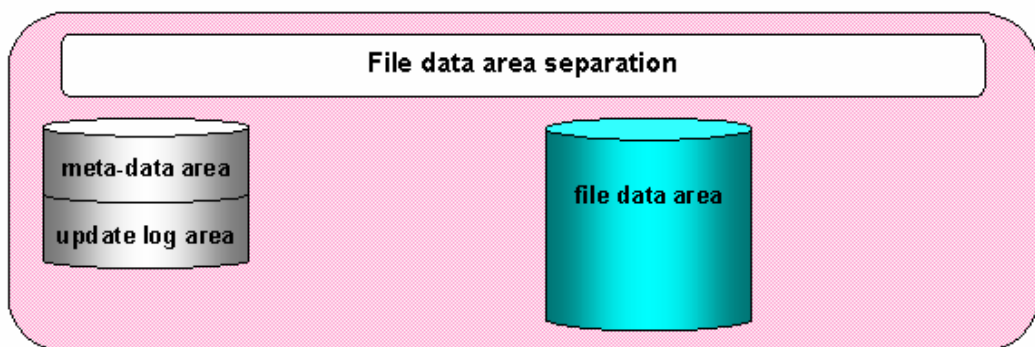 File data area separation
meta-data area
file data area
update log area